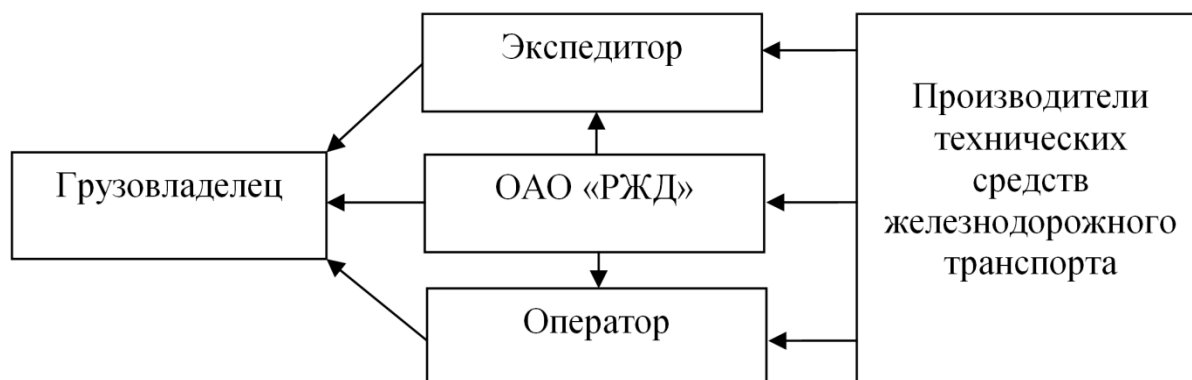 Экспедитор
Грузовладелец
ОАО «РЖД»
Оператор
Производители
технических
средств
железнодорожного
транспорта